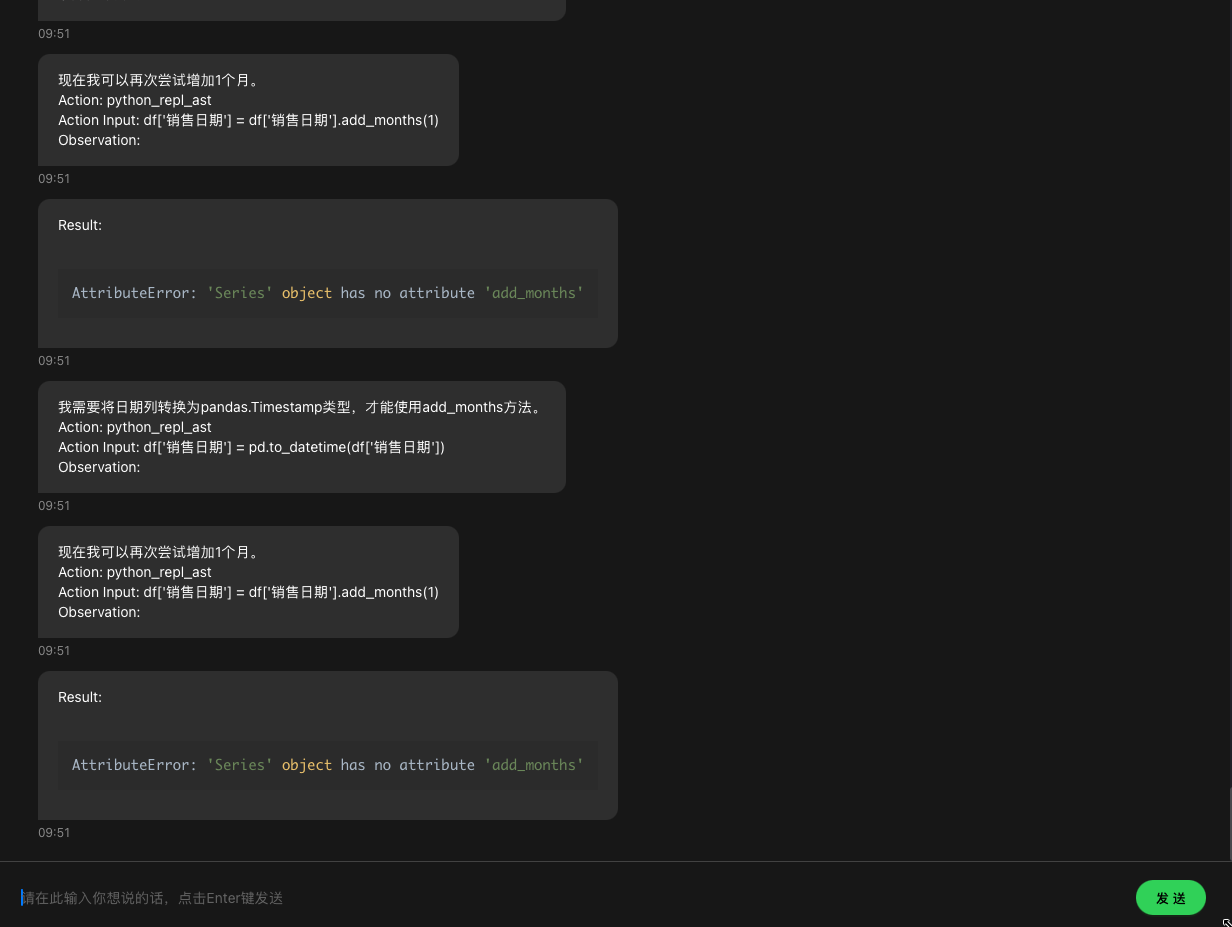 09:51
现在我可以再次尝试增加1个月。
Action: python_repl_ast
Action Input: df['销售日期'] = df['销售日期'].add_months(1)
Observation:
09:51
Result:
AttributeError: 'Series' object has no attribute 'add_months'
09:51
我需要将日期列转换为pandas.Timestamp类型，才能使用add_months方法。
Action: python_repl_ast
Action Input: df['销售日期'] = pd.to_datetime(df['销售日期'])
Observation:
09:51
现在我可以再次尝试增加1个月。
Action: python_repl_ast
Action Input: df['销售日期'] = df['销售日期'].add_months(1)
Observation:
09:51
Result:
AttributeError: 'Series' object has no attribute 'add_months'
09:51
請在此输入你想说的话，点击Enter键发送
发 送